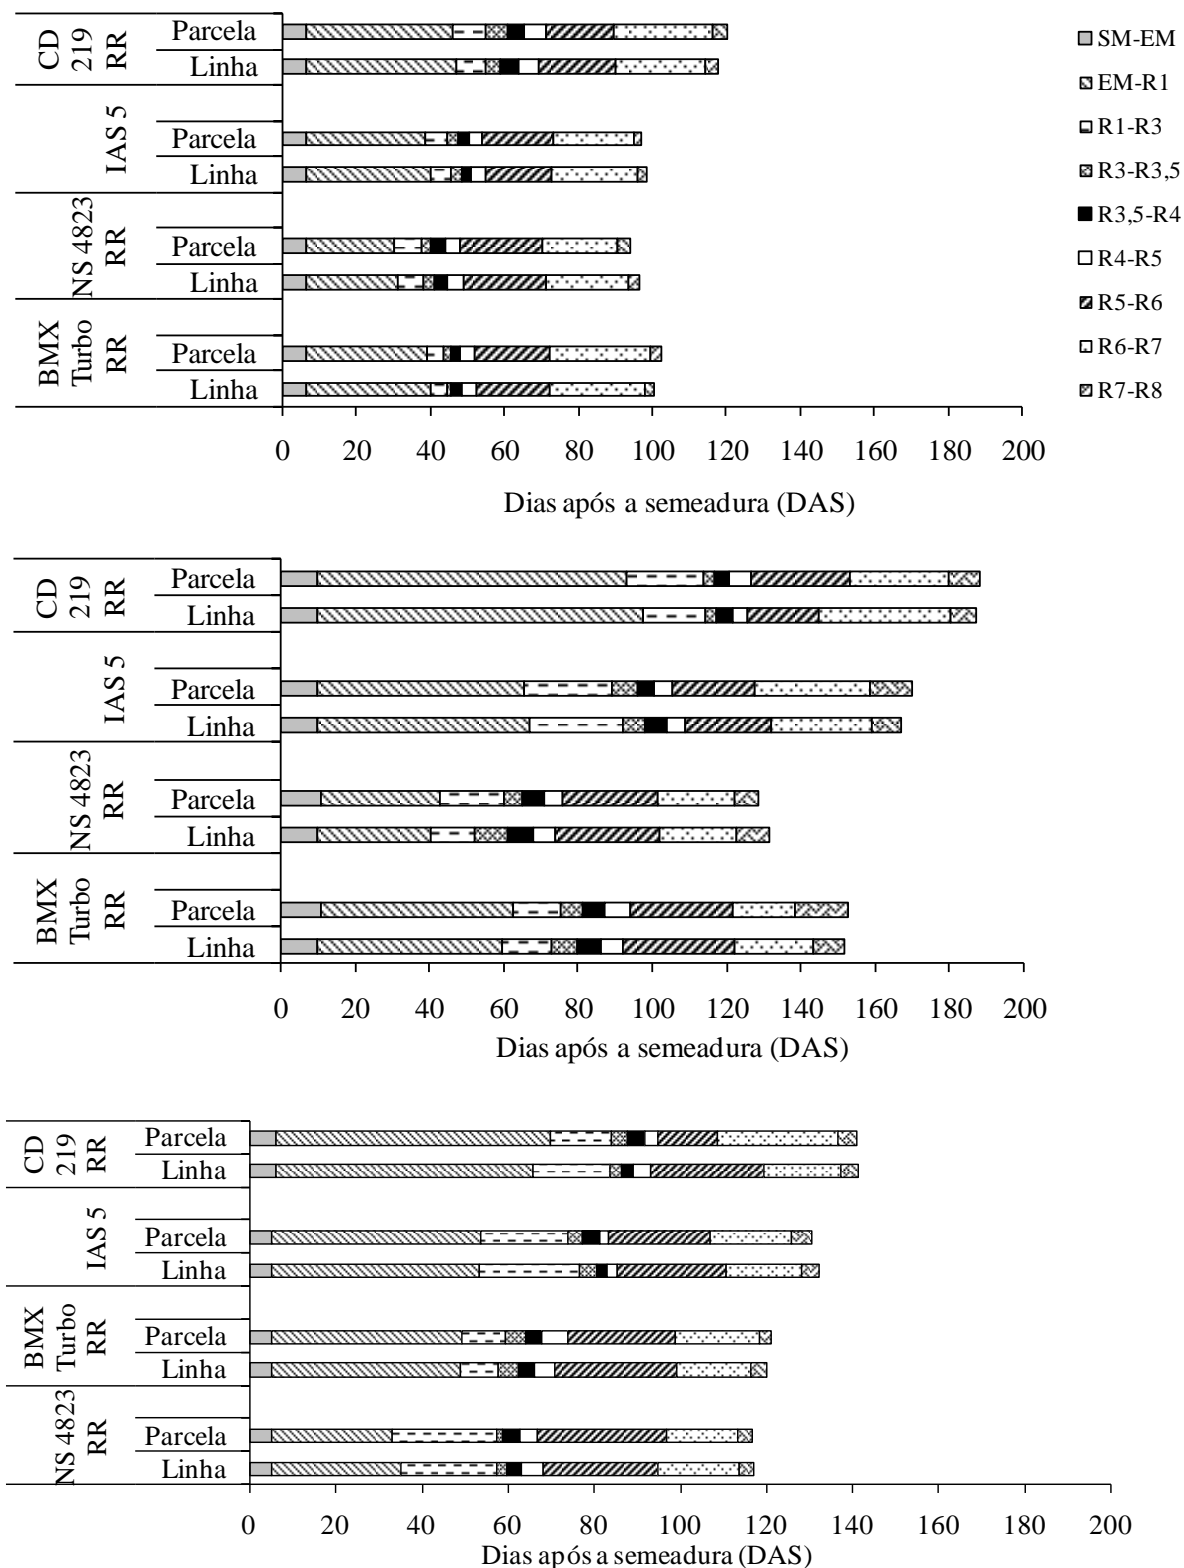 CD
219
RR
Parcela
Linha
IAS 5
Parcela
Linha
NS 4823
RR
Parcela
Linha
BMX
Turbo
RR
Parcela
Linha
0 20 40 60 80 100 120 140 160 180 200
Dias após a semeadura (DAS)
SM-EM
EM-R1
R1-R3
R3-R3,5
R3,5-R4
R4-R5
R5-R6
R6-R7
R7-R8
CD
219
RR
Parcela
Linha
IAS 5
Parcela
Linha
NS 4823
RR
Parcela
Linha
BMX
Turbo
RR
Parcela
Linha
0 20 40 60 80 100 120 140 160 180 200
Dias após a semeadura (DAS)
CD
219
RR
Parcela
Linha
IAS 5
Parcela
Linha
BMX
Turbo
RR
Parcela
Linha
NS 4823
RR
Parcela
Linha
0 20 40 60 80 100 120 140 160 180 200
Dias após a semeadura (DAS)